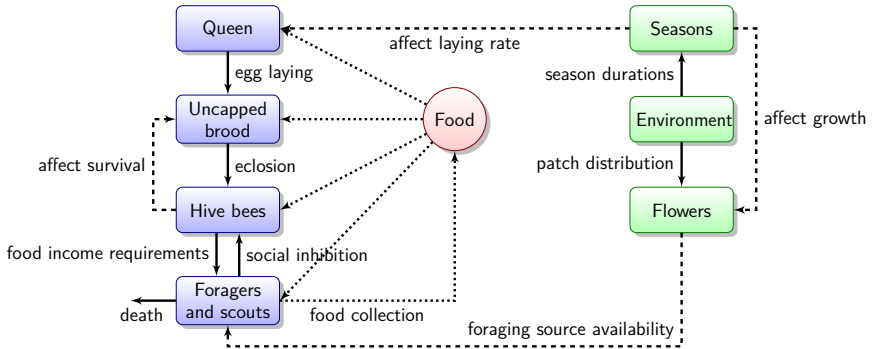 Queen
Seasons
affect laying rate
egg laying
season durations
Uncapped
brood
Food
Environment
affect growth
affect survival
eclosion
patch distribution
Hive bees
Flowers
food income requirements
social inhibition
Foragers
and scouts
death
food collection
foraging source availability